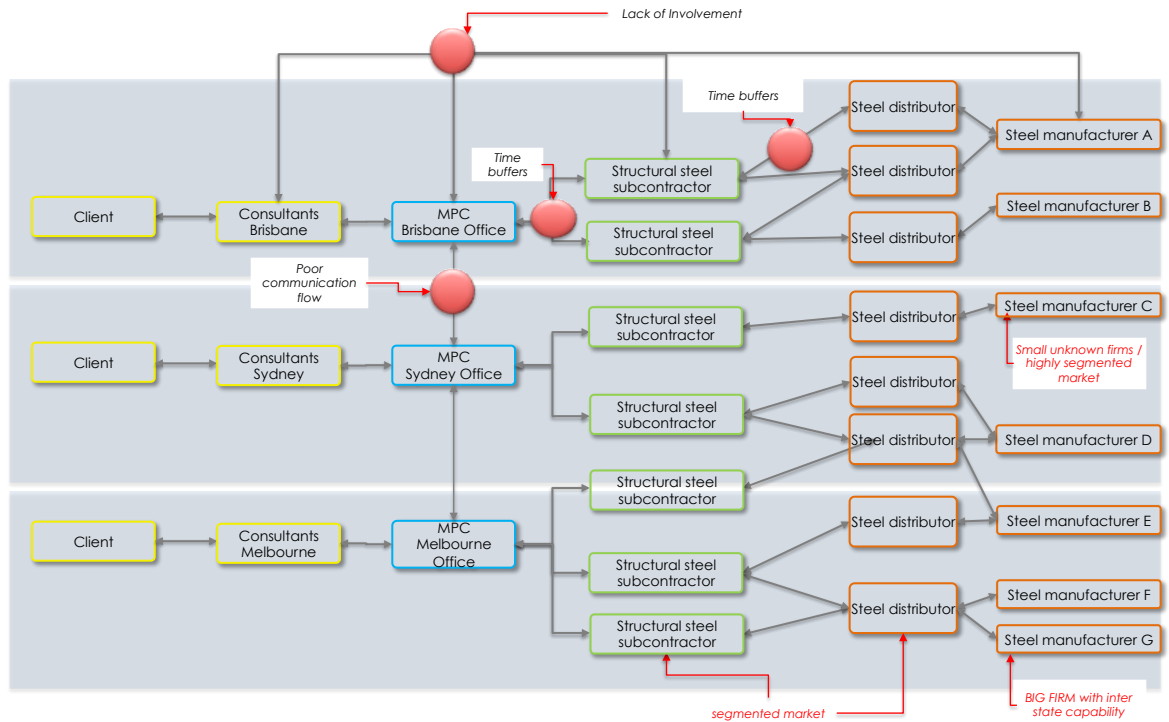 Lack of Involvement
Time buffers
Steel distributor
Steel manufacturer A
Time
buffers
Structural steel
subcontractor
Steel distributor
Client
Consultants
Brisbane
MPC
Brisbane Office
Structural steel
subcontractor
Steel distributor
Steel manufacturer B
Poor
communication
flow
Structural steel
subcontractor
Steel distributor
Steel manufacturer C
Client
Consultants
Sydney
MPC
Sydney Office
Small unknown firms /
highly segmented
market
Steel distributor
Structural steel
subcontractor
Steel distributor
Steel manufacturer D
Structural steel
subcontractor
Client
Consultants
Melbourne
MPC
Melbourne
Office
Steel distributor
Steel manufacturer E
Structural steel
subcontractor
Steel distributor
Steel manufacturer F
Structural steel
subcontractor
Steel manufacturer G
segmented market
BIG FIRM with inter
state capability